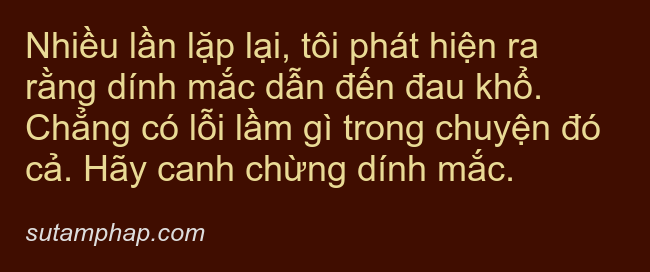 Nhiều lần lặp lại, tôi phát hiện ra
rằng dính mắc dẫn đến đau khổ.
Chẳng có lỗi lầm gì trong chuyện đó
cả. Hãy canh chừng dính mắc.
sutamphap.com